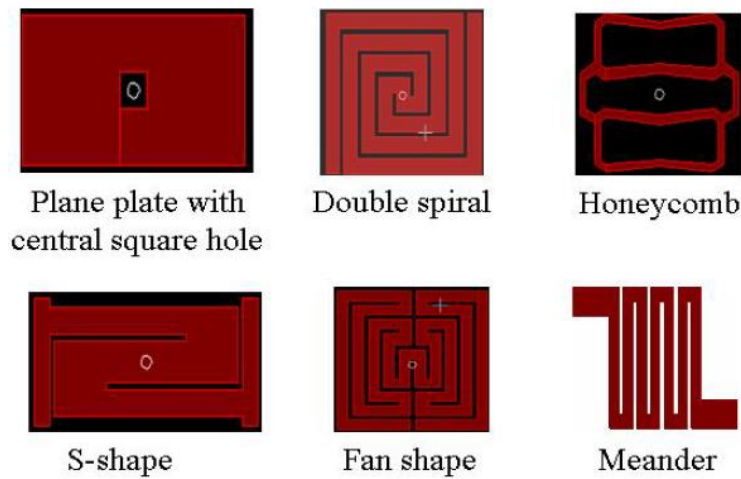 Plane plate with
central square hole
Double spiral
Honeycomb
S-shape
Fan shape
Meander